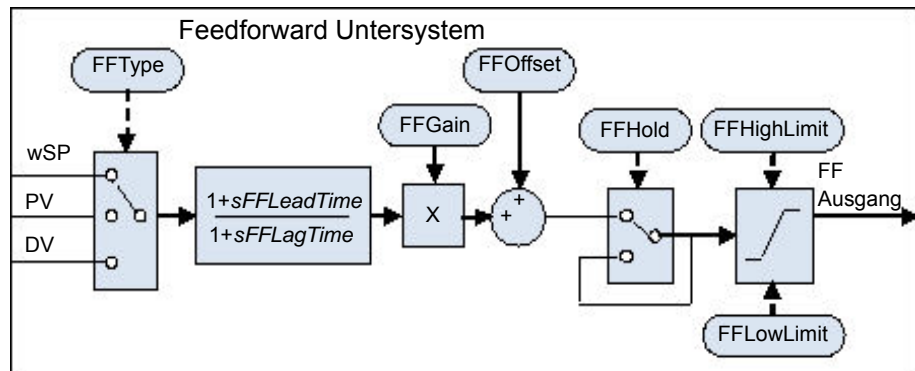 Feedforward Untersystem
FFType
FFOffset
FFGain
FFHold
FFHighLimit
wSP
PV
DV
1+sFFLeadTime
1+sFFLagTime
X
+
+
FF
Ausgang
FFLowLimit